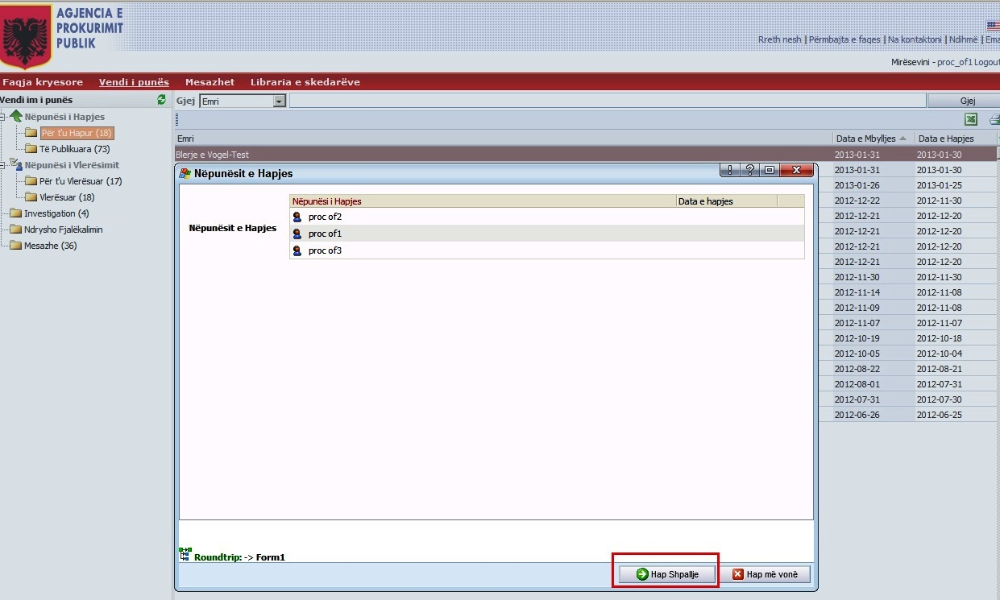 AGJENCIA E
PROKURIMIT
PUBLIK
Rreth nesh | Përmbajta e faqes | Na kontaktoni | Ndihmë | Ema
Mirësevini - proc_of1 Logout
Faqja kryesore Vendi i punës Mesazhet Libraria e skedarëve
Vendi im i punës
Nëpunësi i Hapjes
Për t'u Hapur (18)
Të Publikuara (73)
Nëpunësi i Vlerësimit
Për t'u Vlerësuar (17)
Vlerësuar (18)
Investigation (4)
Ndrysho Fjalëkalimin
Mesazhe (36)
Gjej Emri Gjej
Emri Data e Mbylljes Data e Hapjes
Blerje e Vogel-Test 2013-01-31 2013-01-30
2013-01-31 2013-01-30
2013-01-26 2013-01-25
2012-12-22 2012-11-30
2012-12-21 2012-12-20
2012-12-21 2012-12-20
2012-12-21 2012-12-20
2012-12-21 2012-12-20
2012-11-30 2012-11-30
2012-11-14 2012-11-08
2012-11-09 2012-11-08
2012-11-07 2012-11-07
2012-10-19 2012-10-18
2012-10-05 2012-10-04
2012-08-22 2012-08-21
2012-08-01 2012-07-31
2012-07-31 2012-07-30
2012-06-26 2012-06-25
Nëpunësit e Hapjes
Nëpunësit e Hapjes
Nëpunësi i Hapjes Data e hapjes
proc of2
proc of1
proc of3
Roundtrip: -> Form1
Hap Shpallje Hap më vonë